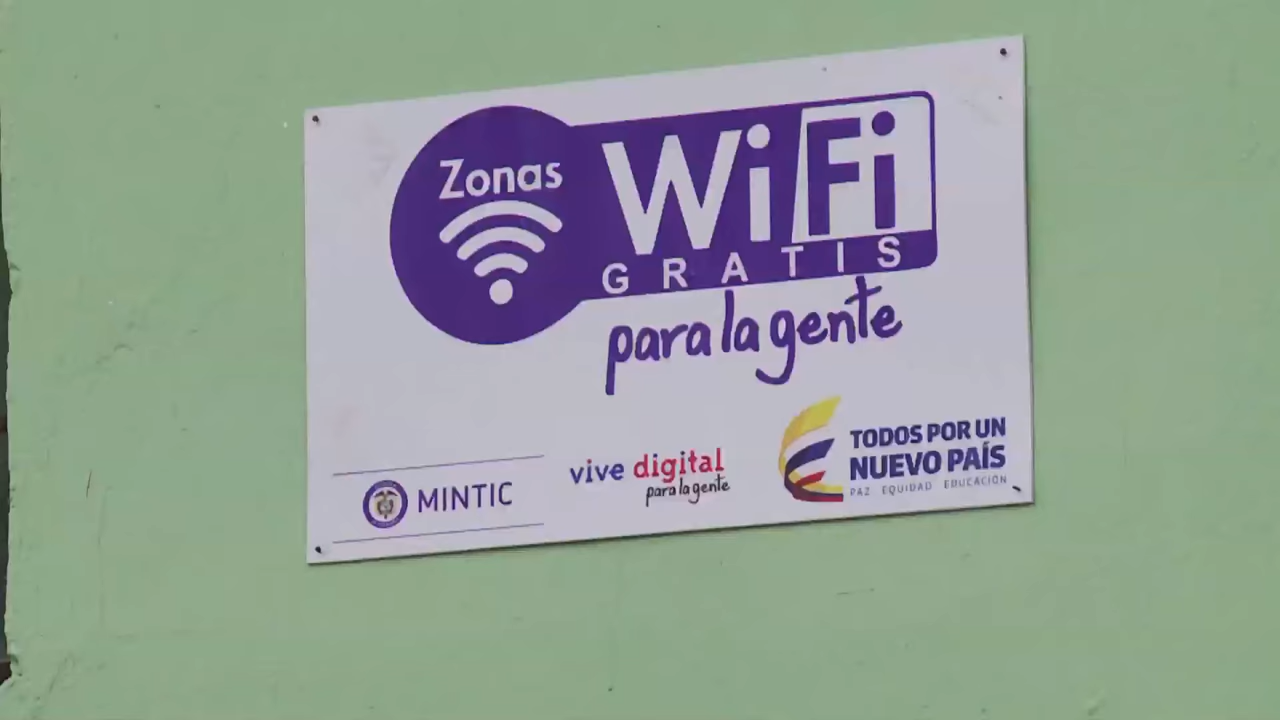 Zonas
WiFi
GRATIS
para la gente
MINTIC
vive digital
para la gente
TODOS POR UN
NUEVO PAÍS
PAZ EQUIDAD EDUCACIÓN